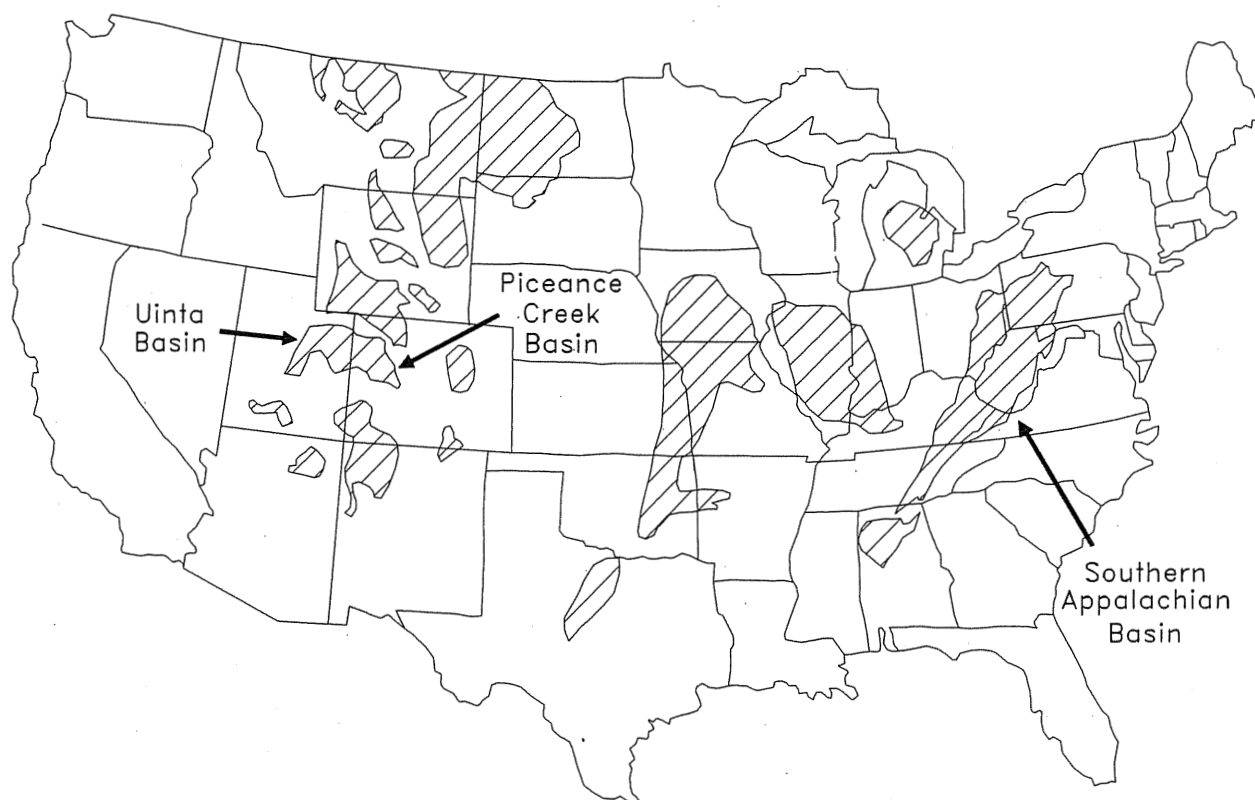 Uinta
Basin
Piceance
Creek
Basin
Southern
Appalachian
Basin